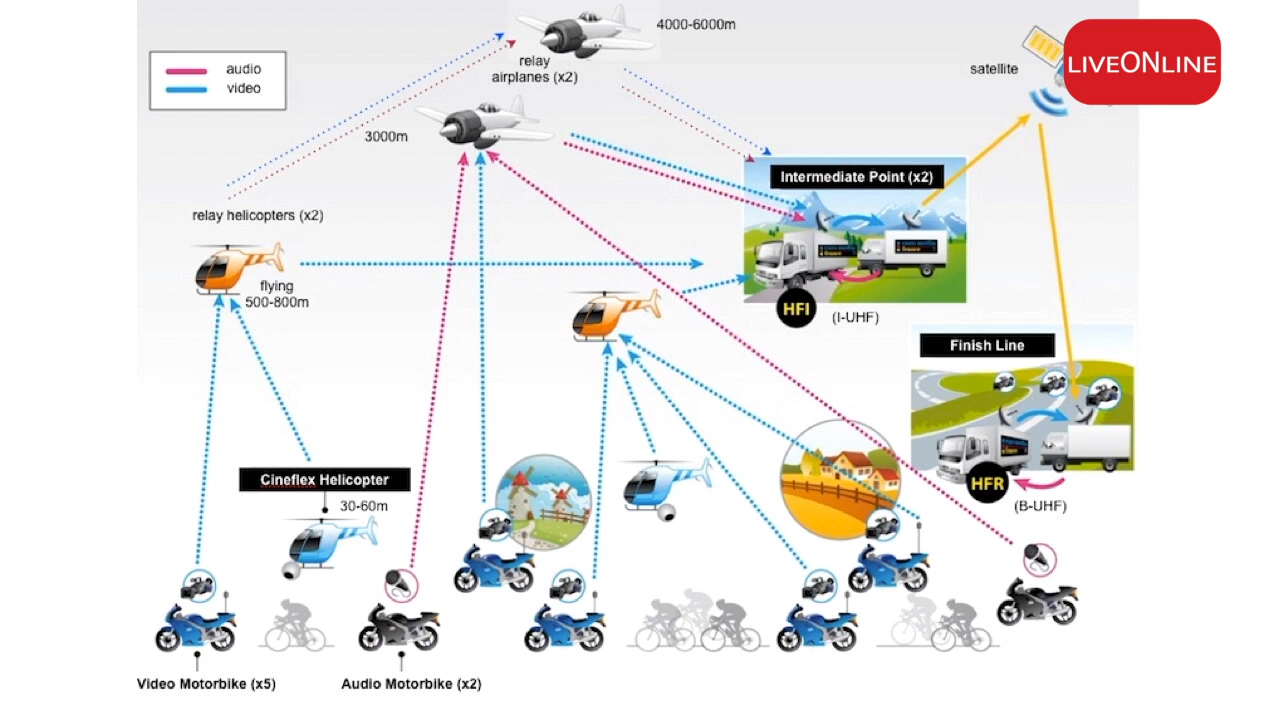 4000-6000m
relay
airplanes (x2)
satellite
LIVEONLINE
audio
video
3000m
Intermediate Point (x2)
relay helicopters (x2)
flying
500-800m
HFI
(I-UHF)
Finish Line
Cineflex Helicopter
30-60m
HFR
(B-UHF)
Video Motorbike (x5)
Audio Motorbike (x2)